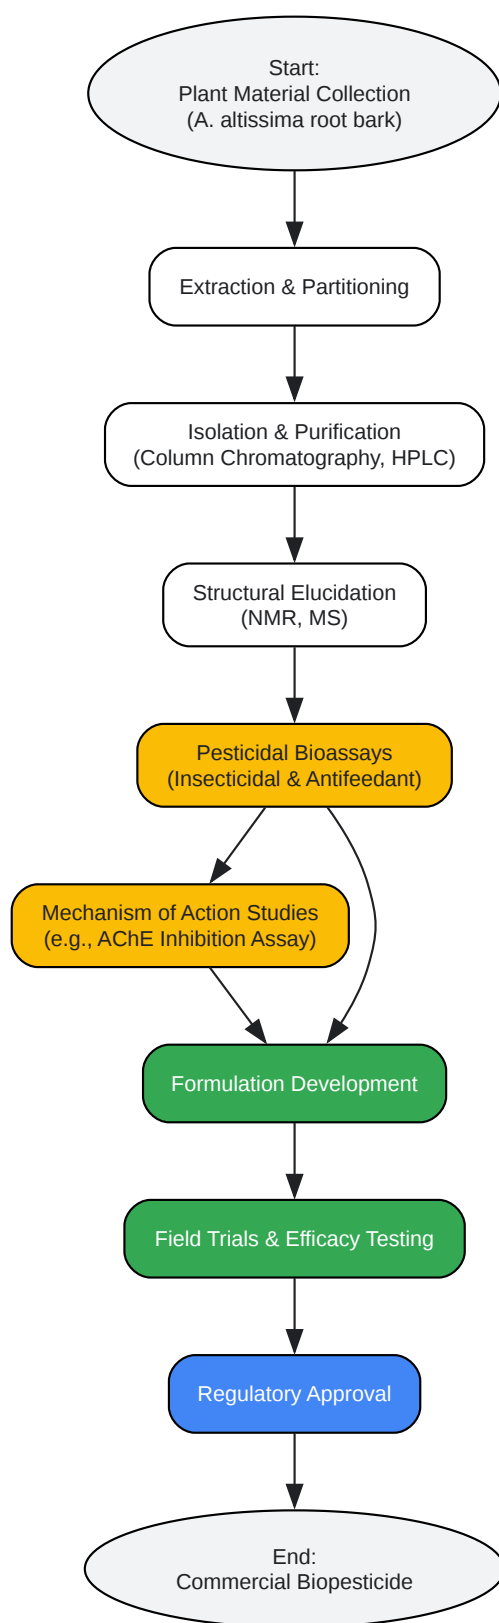 Start:
Plant Material Collection
(A. altissima root bark)
Extraction & Partitioning
Isolation & Purification
(Column Chromatography, HPLC)
Structural Elucidation
(NMR, MS)
Pesticidal Bioassays
(Insecticidal & Antifeedant)
Mechanism of Action Studies
(e.g., AChE Inhibition Assay)
Formulation Development
Field Trials & Efficacy Testing
Regulatory Approval
End:
Commercial Biopesticide